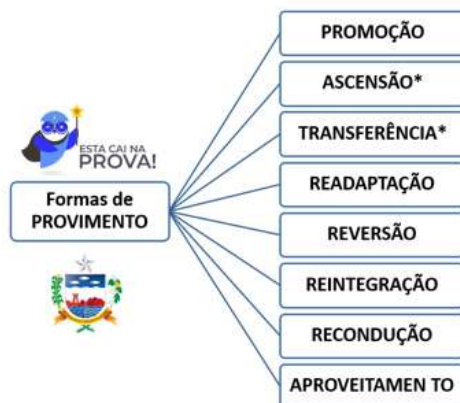 ESTA CAI NA
PROVA!
Formas de
PROVIMENTO
PROMOÇÃO
ASCENSÃO*
TRANSFERÊNCIA*
READAPTAÇÃO
REVERSÃO
REINTEGRAÇÃO
RECONDUÇÃO
APROVEITAMEN TO